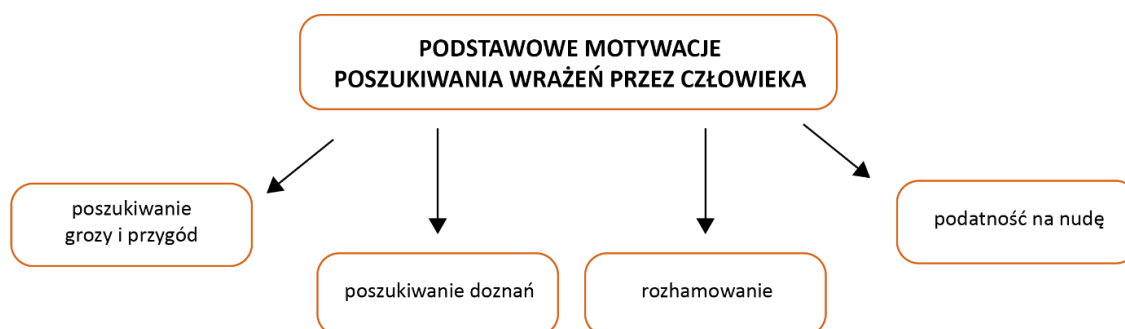 PODSTAWOWE MOTYWACJE
POSZUKIWANIA WRAŻEŃ PRZEZ CZŁOWIEKA
poszukiwanie
grozy i przygód
poszukiwanie doznań
rozhamowanie
podatność na nudę